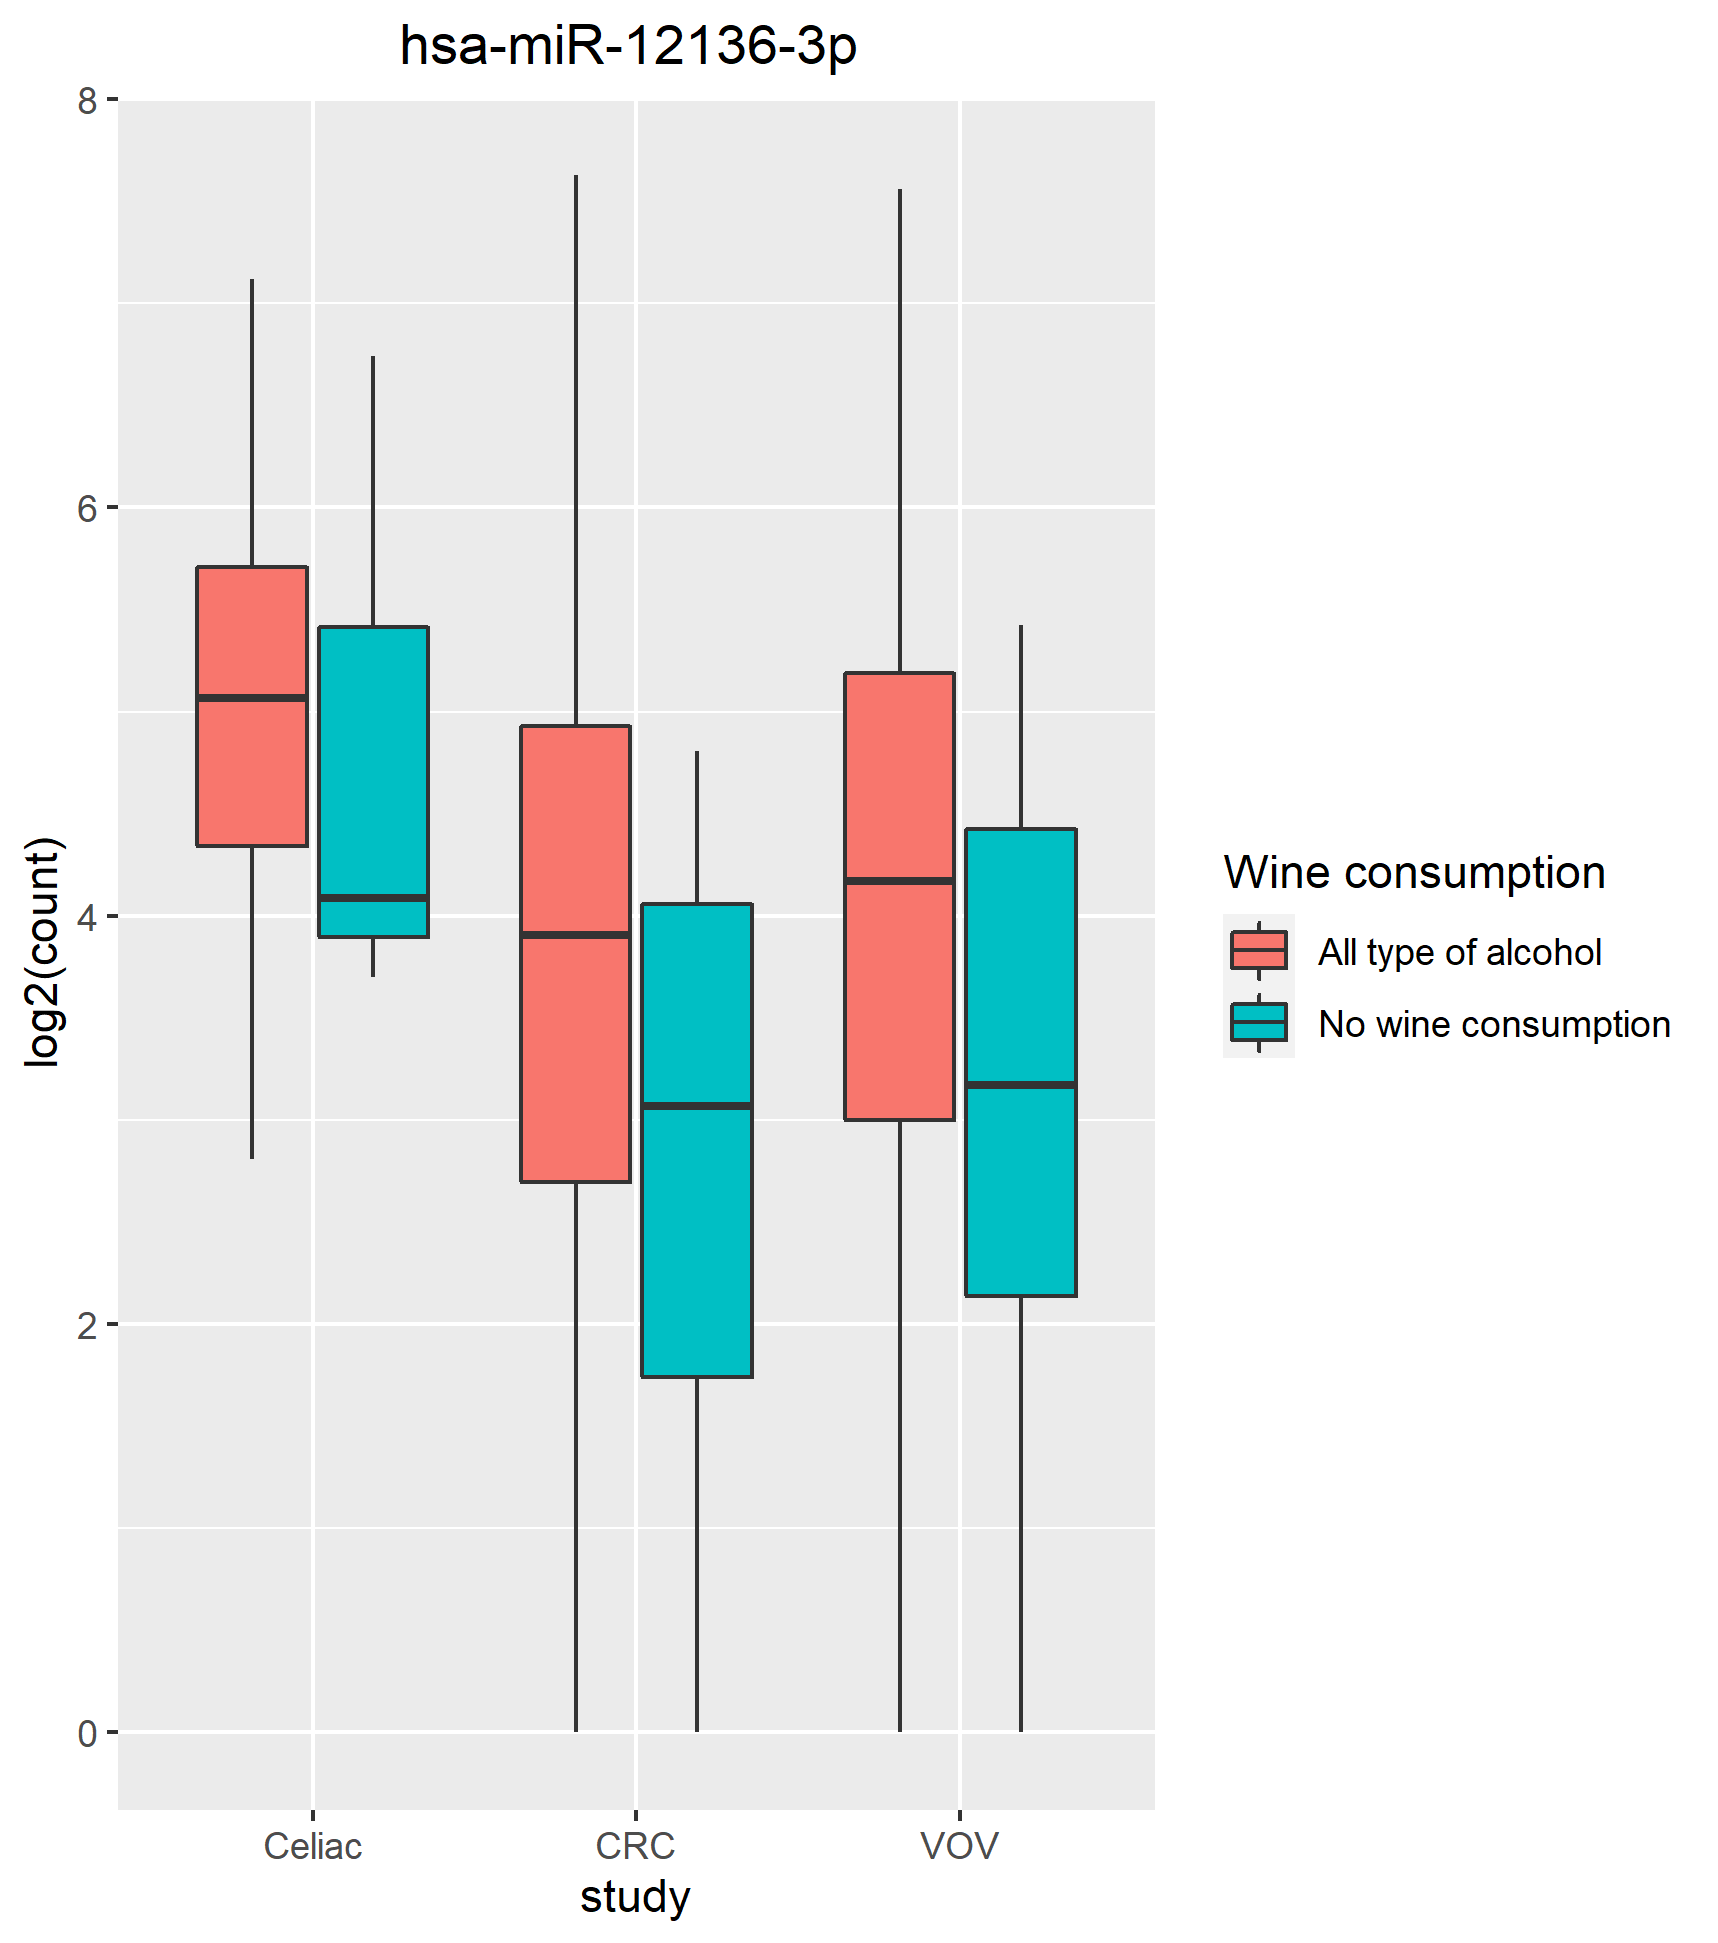 hsa-miR-12136-3p
8
6
4
2
0
log2(count)
Celiac
CRC
VOV
study
Wine consumption
All type of alcohol
No wine consumption